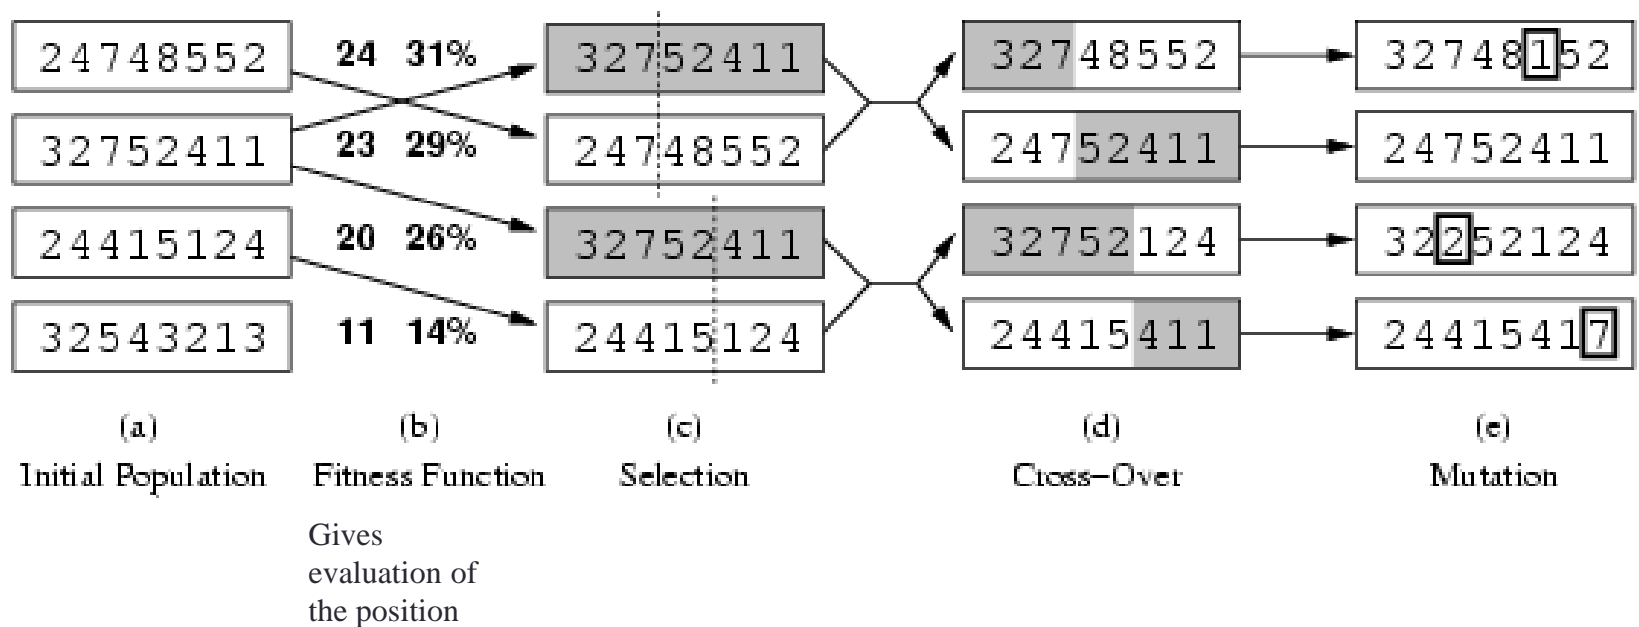 24748552 24 31% 32752411 32748552 32748152
32752411 23 29% 24748552 24752411 24752411
24415124 20 26% 32752411 32752124 32252124
32543213 11 14% 24415124 24415411 24415417
(a) (b) (c) (d) (e)
Initial Population Fitness Function Selection Cross-Over Mutation
Gives
evaluation of
the position